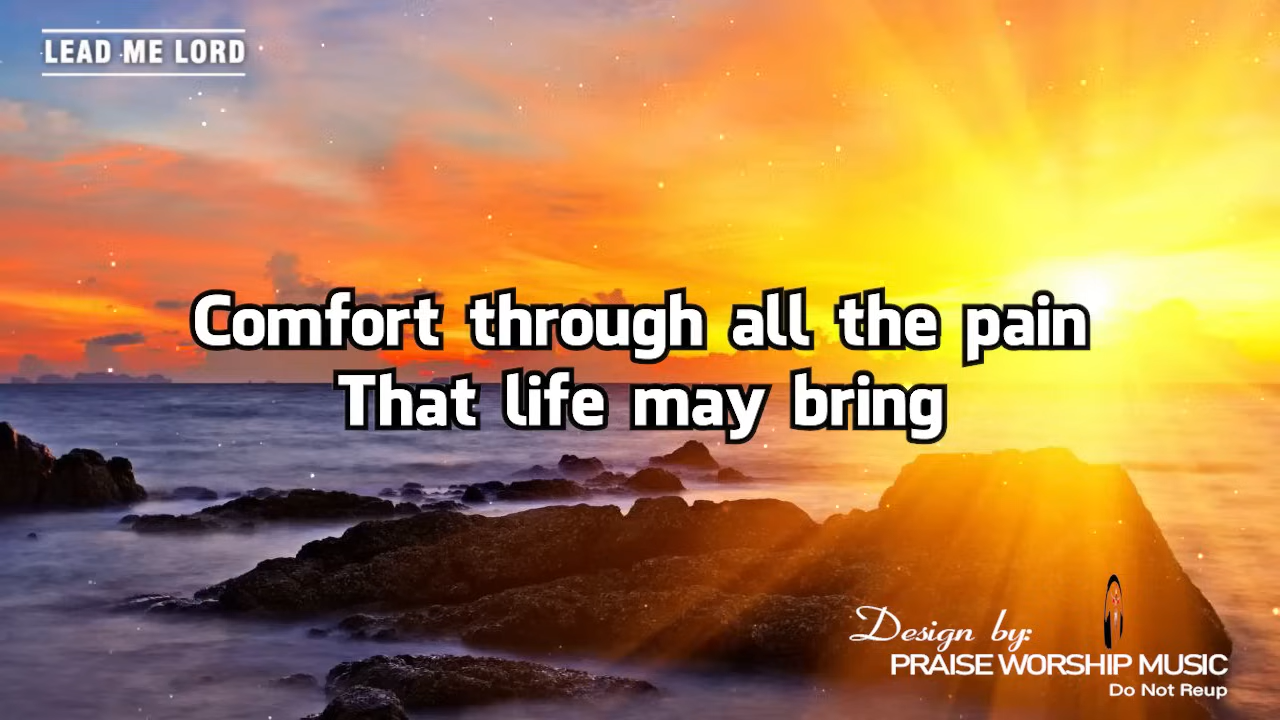 LEAD ME LORD
Comfort through all the pain
That life may bring
Design by:
PRAISE WORSHIP MUSIC
Do Not Reup